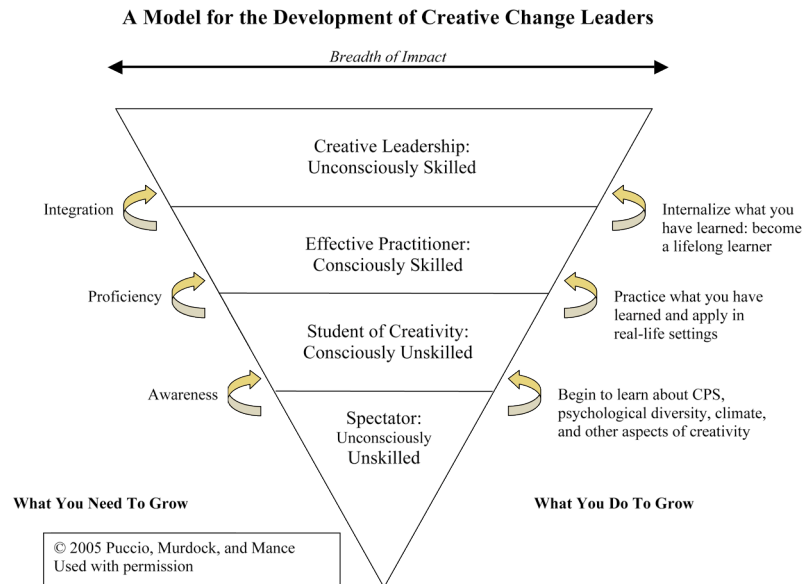 A Model for the Development of Creative Change Leaders
Breadth of Impact
Creative Leadership:
Unconsciously Skilled
Integration
Internalize what you
have learned: become
a lifelong learner
Effective Practitioner:
Consciously Skilled
Proficiency
Practice what you have
learned and apply in
real-life settings
Student of Creativity:
Consciously Unskilled
Awareness
Begin to learn about CPS,
psychological diversity, climate,
and other aspects of creativity
Spectator:
Unconsciously
Unskilled
What You Need To Grow
What You Do To Grow
© 2005 Puccio, Murdock, and Mance
Used with permission